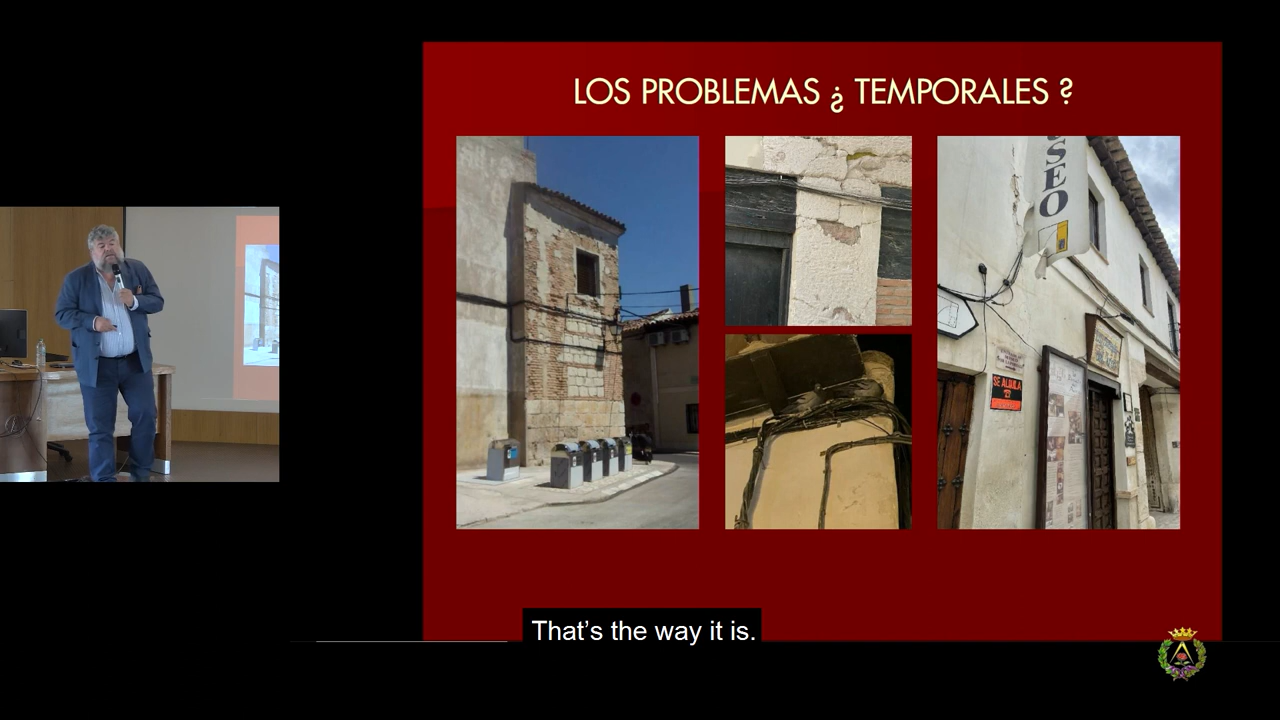 LOS PROBLEMAS ¿ TEMPORALES ?
SEO
SE ALQUILA
That's the way it is.